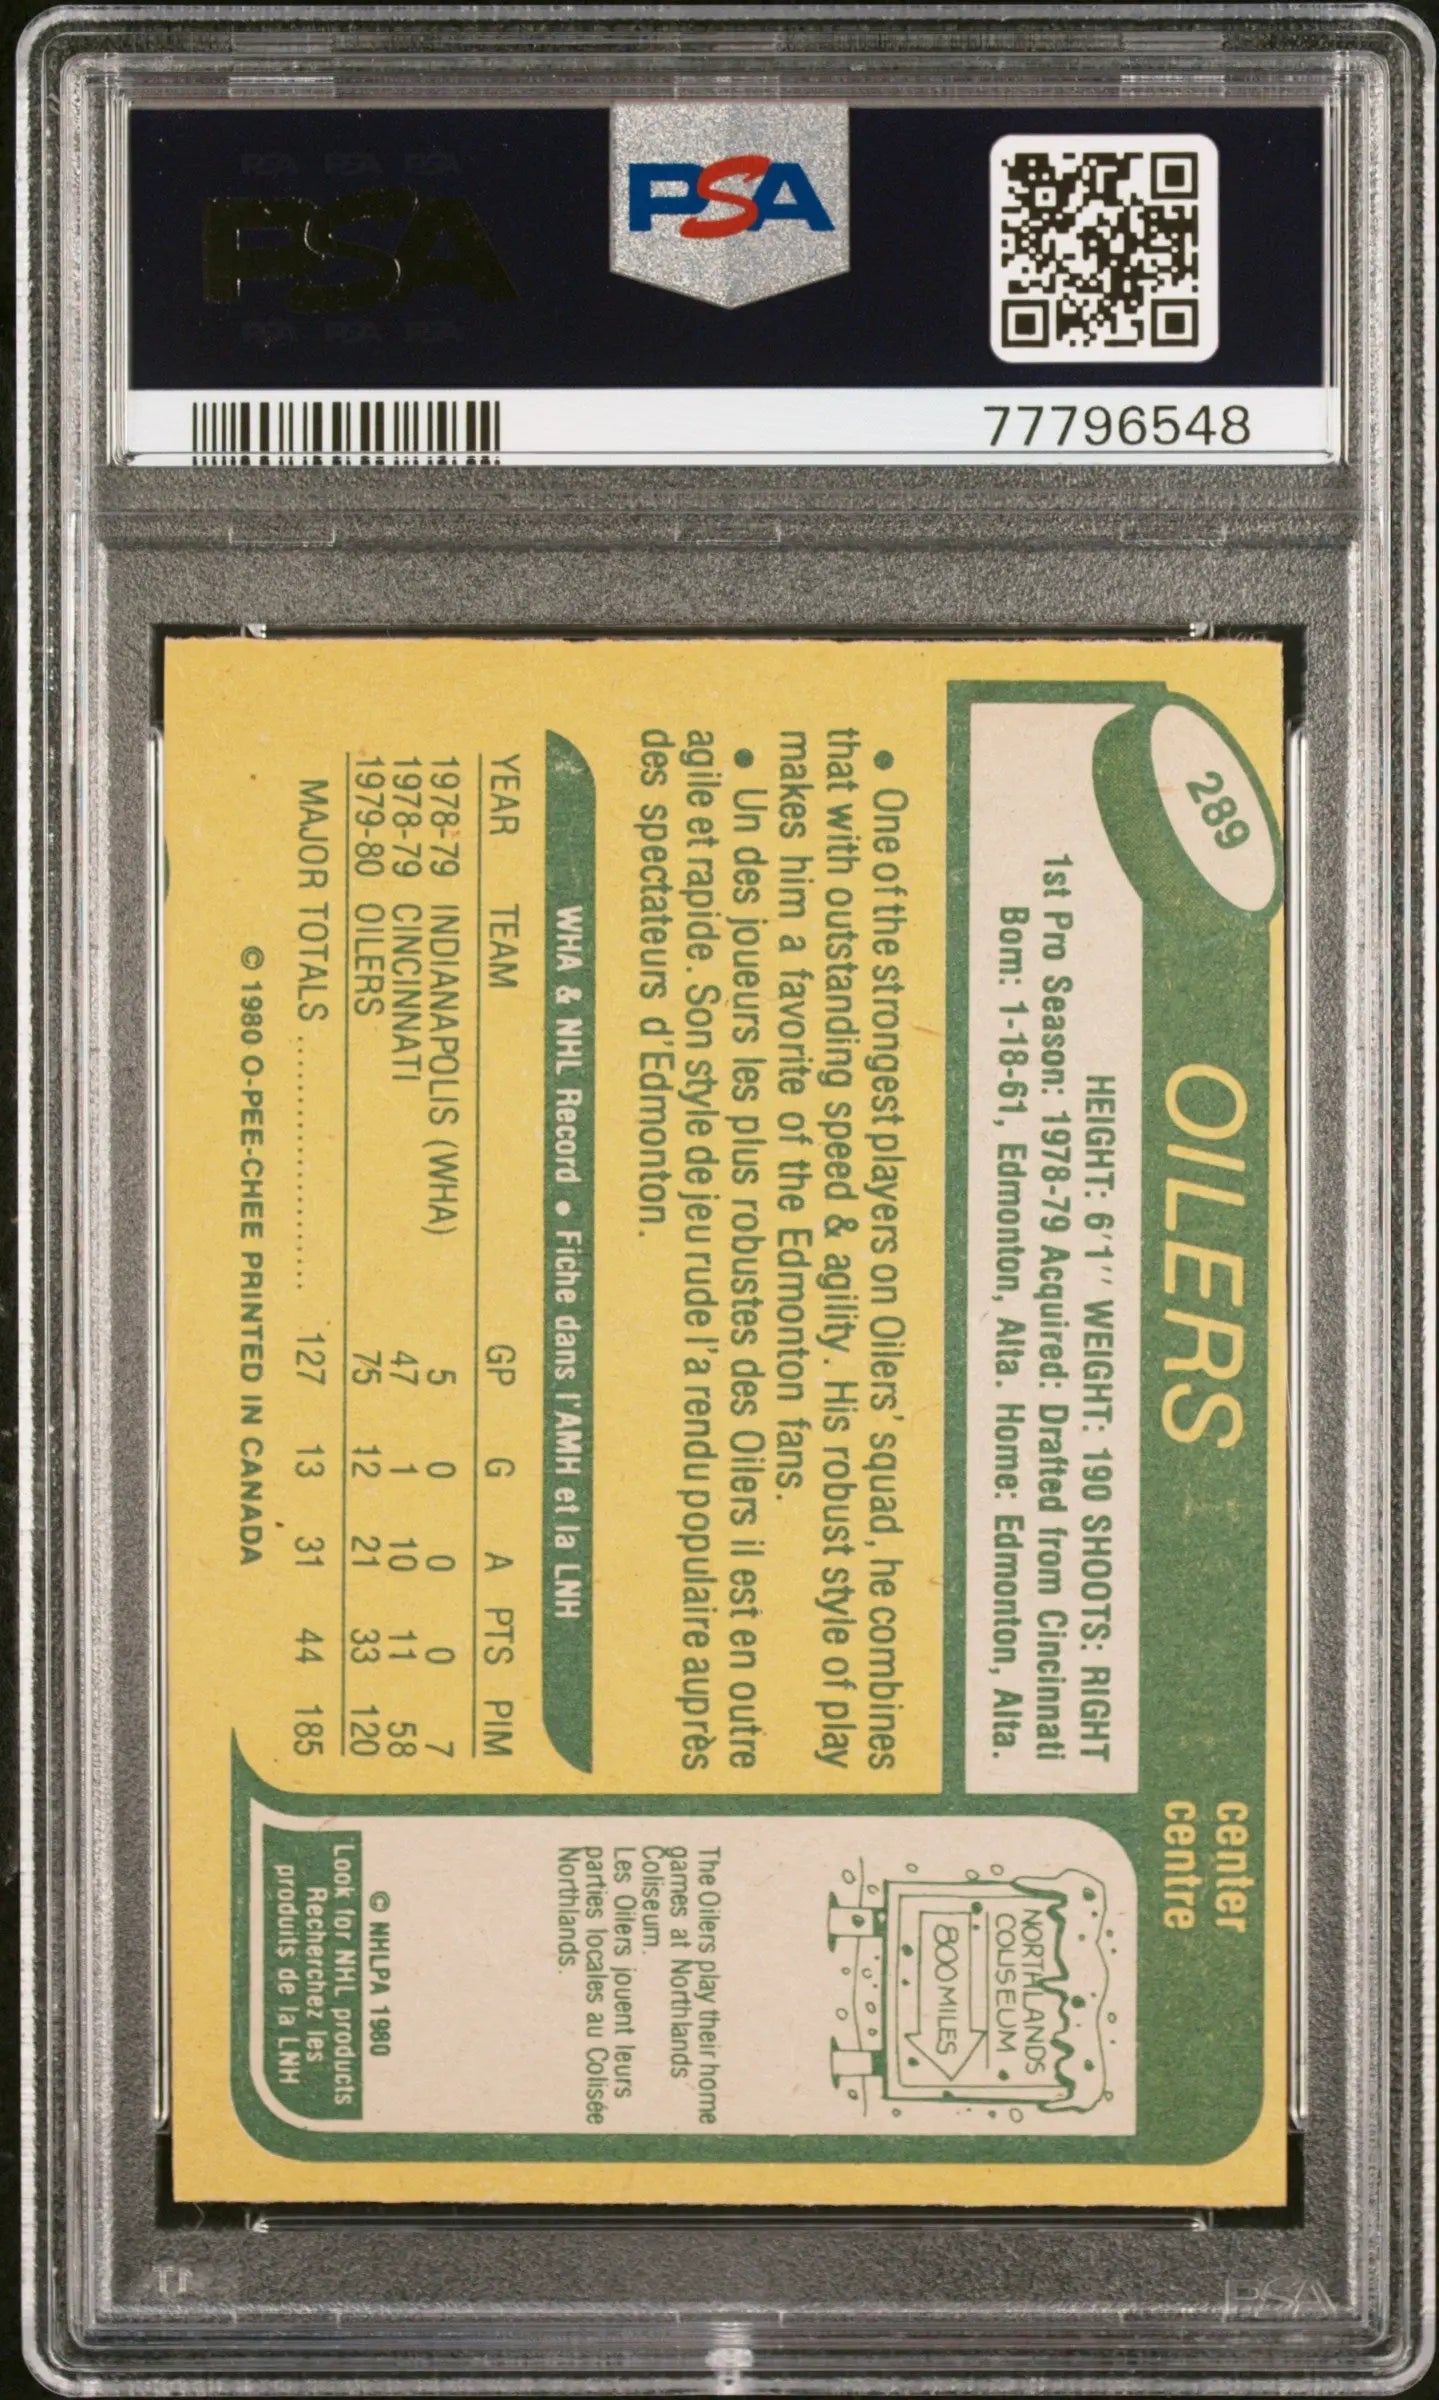 PSA PSA PSA
PSA
PSA PSA PSA
PSA
77796548
289
OILERS
center
centre
HEIGHT: 6'1'' WEIGHT: 190 SHOOTS: RIGHT
1st Pro Season: 1978-79 Acquired: Drafted from Cincinnati
Born: 1-18-61, Edmonton, Alta. Home: Edmonton, Alta.
• One of the strongest players on Oilers' squad, he combines
that with outstanding speed & agility. His robust style of play
makes him a favorite of the Edmonton fans.
• Un des joueurs les plus robustes des Oilers il est en outre
agile et rapide. Son style de jeu rude l'a rendu populaire auprès
des spectateurs d'Edmonton.
WHA & NHL Record • Fiche dans l'AMH et la LNH
YEAR TEAM GP G A PTS PIM
1978-79 INDIANAPOLIS (WHA) 5 0 0 0 7
1978-79 CINCINNATI 47 1 10 11 58
1979-80 OILERS 75 12 21 33 120
MAJOR TOTALS .................... 127 13 31 44 185
© 1980 O-PEE-CHEE PRINTED IN CANADA
NORTHLANDS
COLISEUM
800 MILES
The Oilers play their home
games at Northlands
Coliseum.
Les Oilers jouent leurs
parties locales au Colisée
Northlands.
© NHLPA 1980
Look for NHL products
Recherchez les
produits de la LNH
PSA